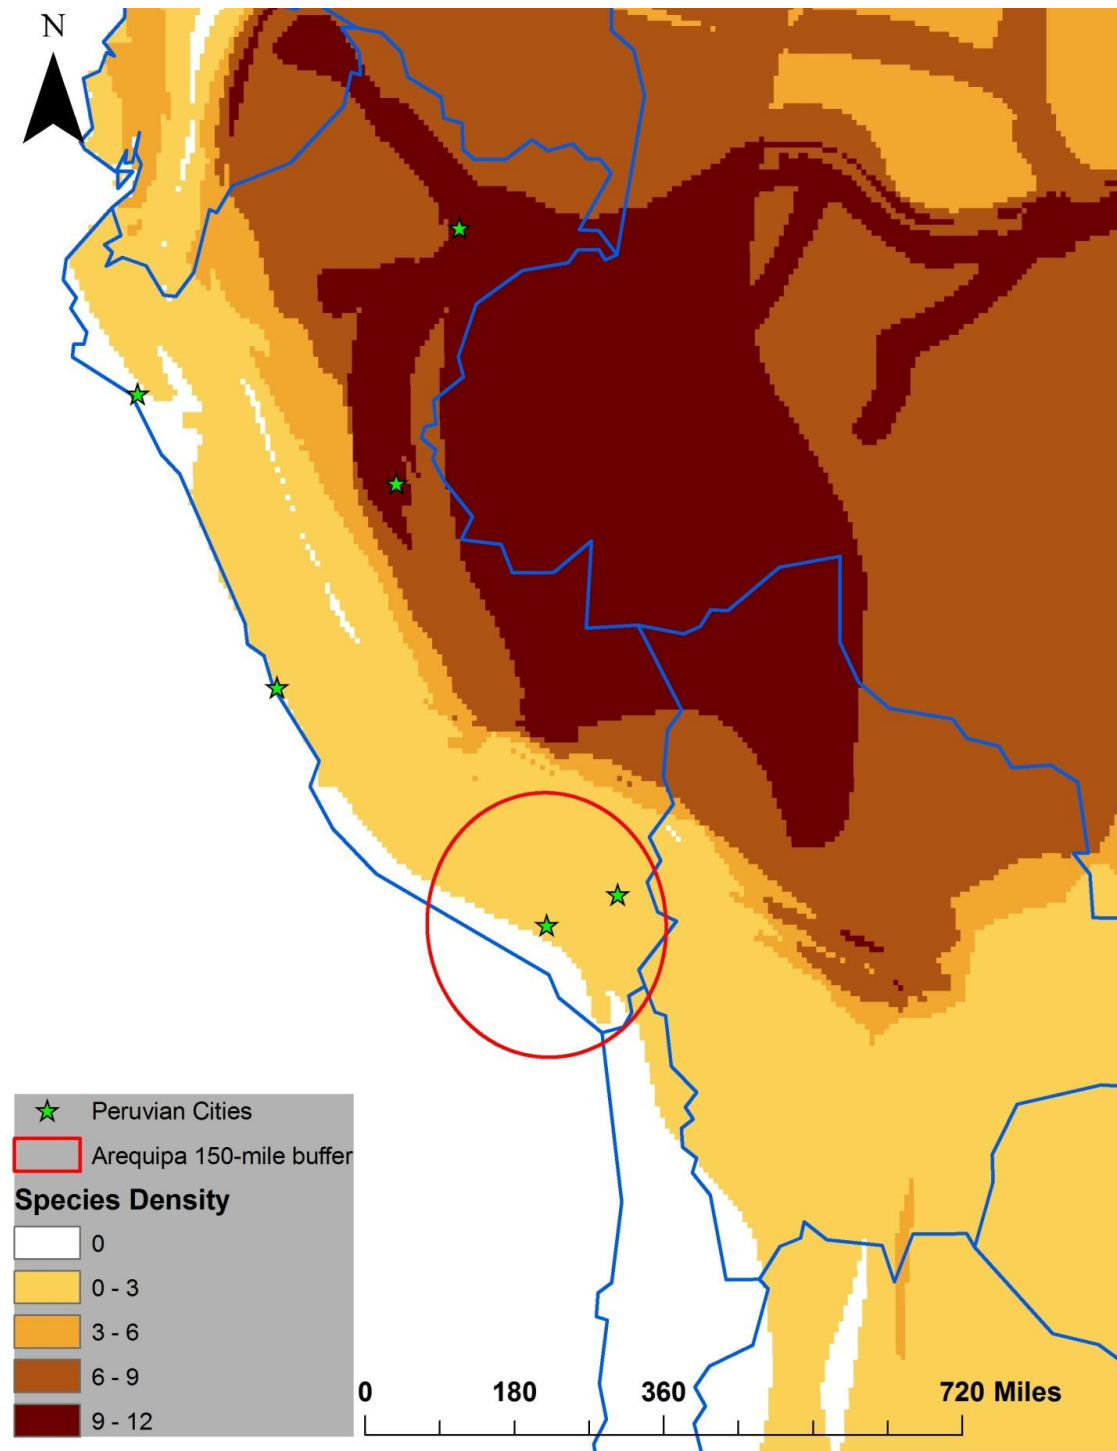 N
Peruvian Cities
Arequipa 150-mile buffer
Species Density
0
0 - 3
3 - 6
6 - 9
9 - 12
0 180 360 720 Miles